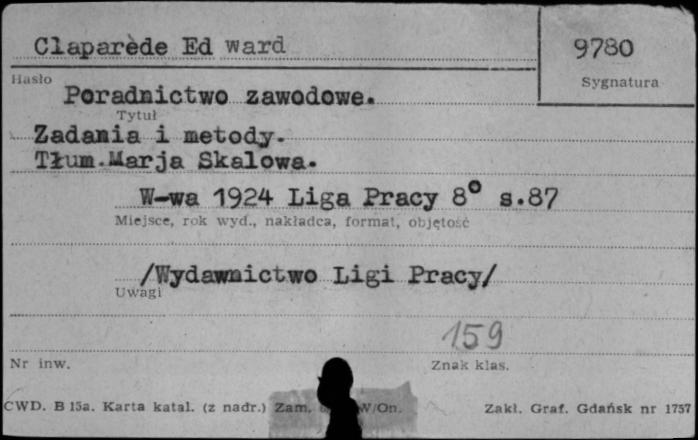 Claparède Ed ward
9780
Hasło
Sygnatura
Poradnictwo zawodowe.
Tytuł
Zadania i metody.
Tłum.Marja Skalowa.
W-wa 1924 Liga Pracy 8° s.87
Miejsce, rok wyd., nakładca, format, objętość
/Wydawnictwo Ligi Pracy/
Uwagi
159
Nr inw.
Znak klas.
CWD. B 15a. Karta katal. (z nadr.) Zam. W/On. Zakł. Graf. Gdańsk nr 1757